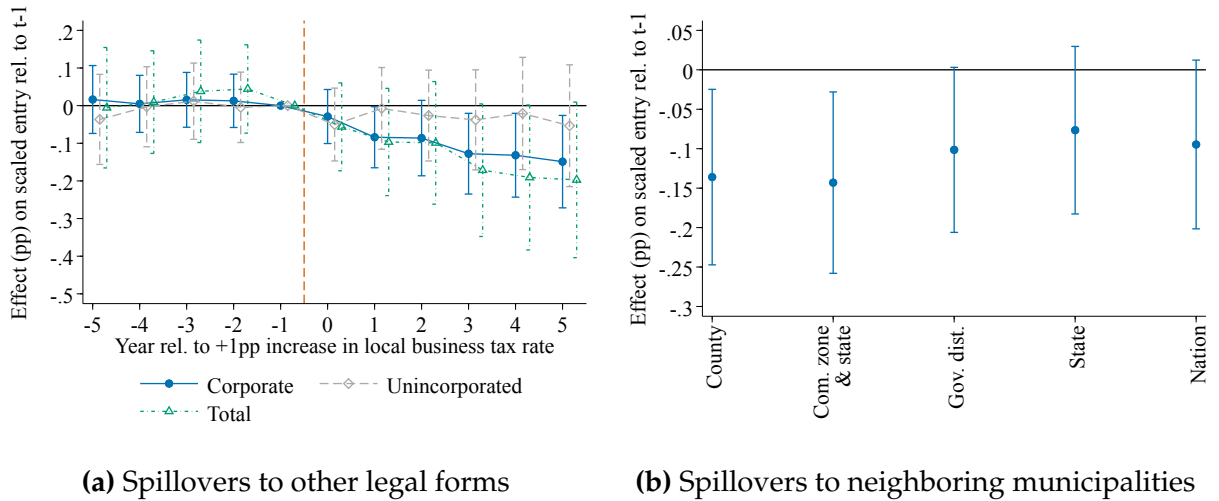 Effect (pp) on scaled entry rel. to t-1
.2
.1
0
-.1
-.2
-.3
-.4
-.5
-5 -4 -3 -2 -1 0 1 2 3 4 5
Year rel. to +1pp increase in local business tax rate
Corporate Unincorporated
Total
(a) Spillovers to other legal forms
Effect (pp) on scaled entry rel. to t-1
.05
0
-.05
-.1
-.15
-.2
-.25
-.3
County
Com. zone
& state
Gov. dist.
State
Nation
(b) Spillovers to neighboring municipalities